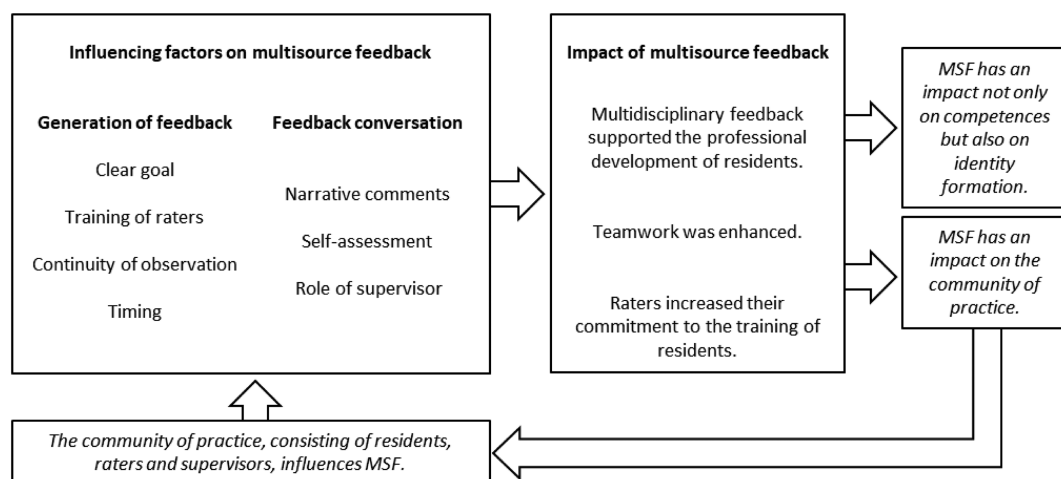 Influencing factors on multisource feedback
Generation of feedback
Clear goal
Training of raters
Continuity of observation
Timing
Feedback conversation
Narrative comments
Self-assessment
Role of supervisor
Impact of multisource feedback
Multidisciplinary feedback
supported the professional
development of residents.
Teamwork was enhanced.
Raters increased their
commitment to the training of
residents.
MSF has an
impact not only
on competences
but also on
identity
formation.
MSF has an
impact on the
community of
practice.
The community of practice, consisting of residents,
raters and supervisors, influences MSF.